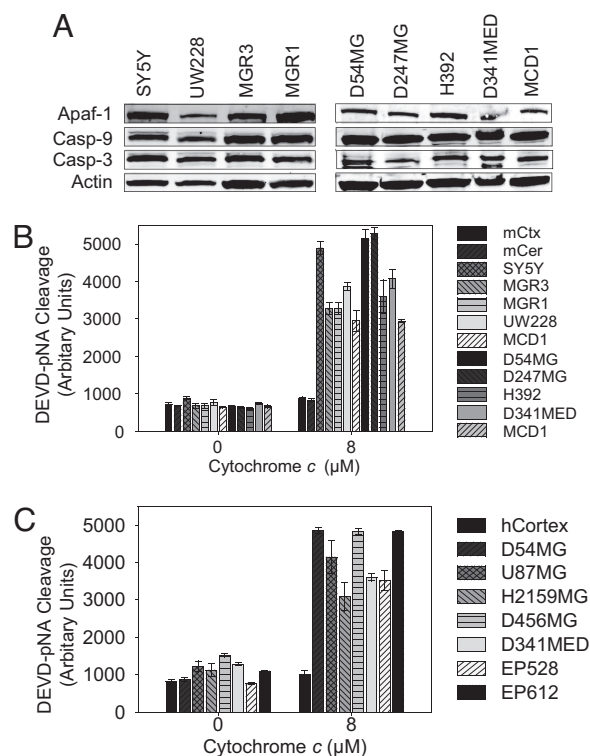 A
SY5Y
UW228
MGR3
MGR1
D54MG
D247MG
H392
D341MED
MCD1
Apaf-1
Casp-9
Casp-3
Actin
B
DEVD-pNA Cleavage
(Arbitary Units)
5000
4000
3000
2000
1000
0
0
8
Cytochrome c (μM)
mCtx
mCer
SY5Y
MGR3
MGR1
UW228
MCD1
D54MG
D247MG
H392
D341MED
MCD1
C
DEVD-pNA Cleavage
(Arbitary Units)
5000
4000
3000
2000
1000
0
0
8
Cytochrome c (μM)
hCortex
D54MG
U87MG
H2159MG
D456MG
D341MED
EP528
EP612